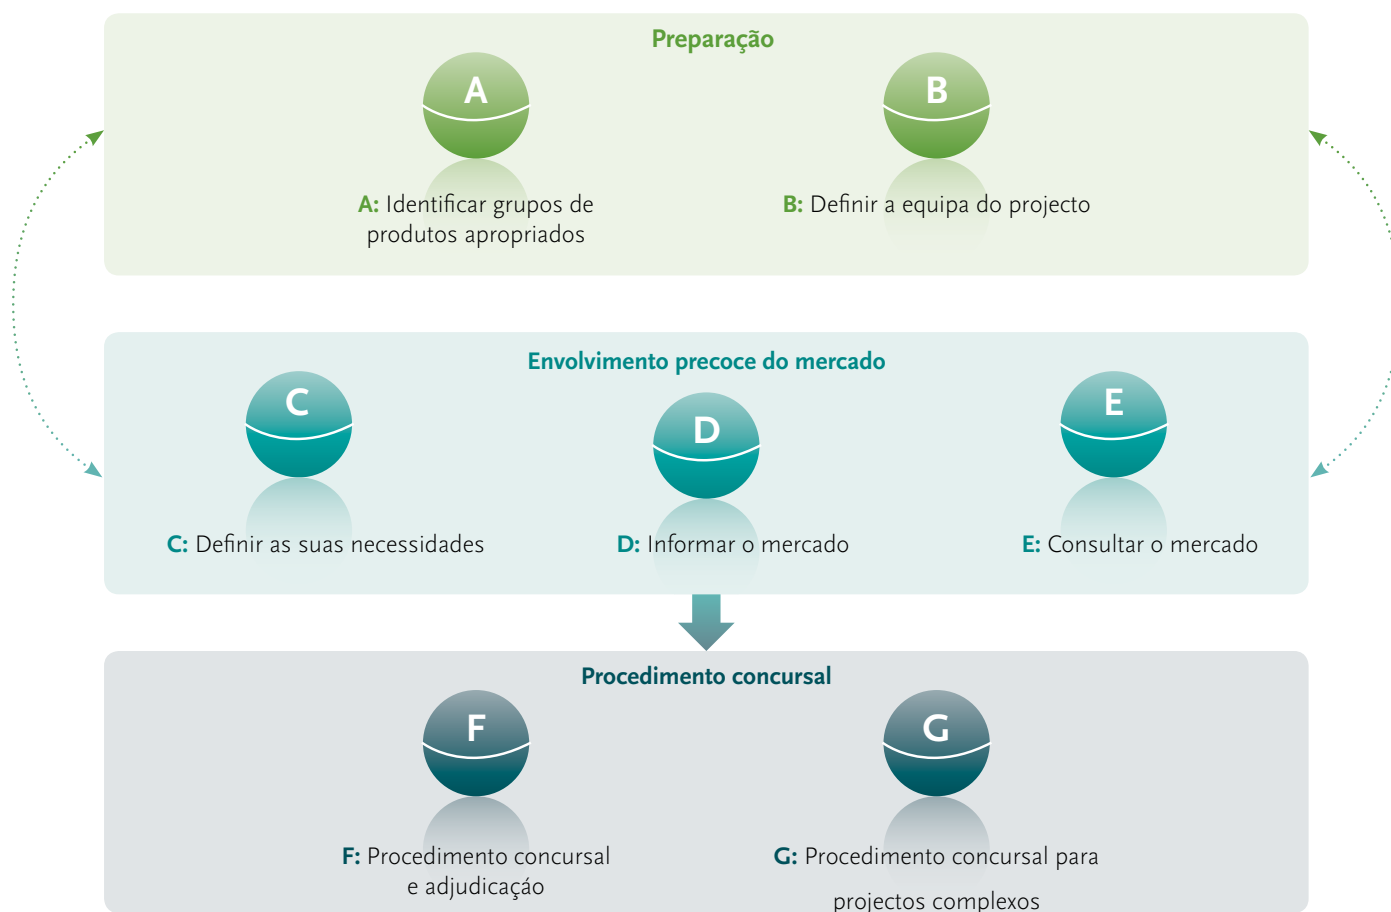 Preparação
A
B
A: Identificar grupos de
produtos apropriados
B: Definir a equipa do projecto
Envolvimento precoce do mercado
C
D
E
C: Definir as suas necessidades
D: Informar o mercado
E: Consultar o mercado
Procedimento concursal
F
G
F: Procedimento concursal
e adjudicaçáo
G: Procedimento concursal para
projectos complexos